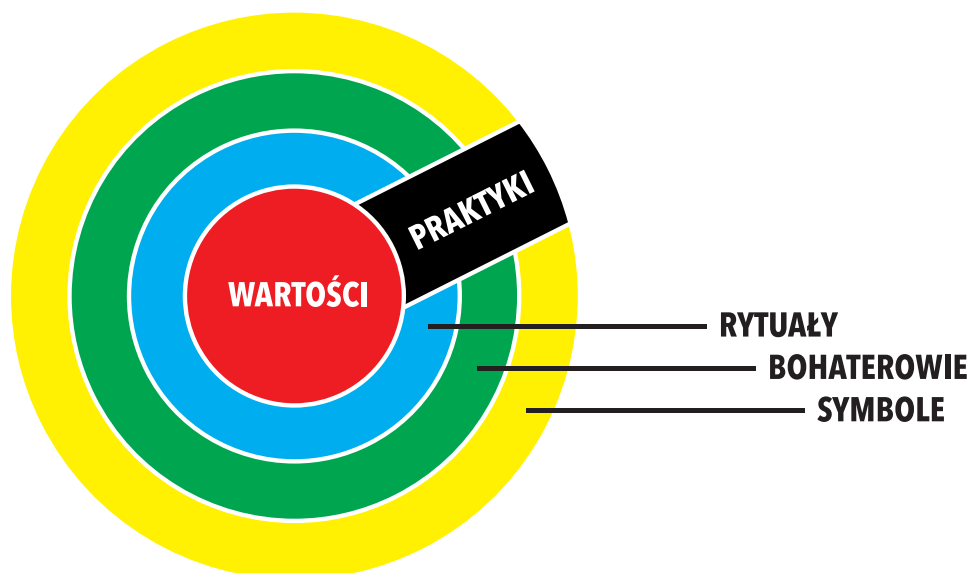 PRAKTYKI
WARTOŚCI
RYTUAŁY
BOHATEROWIE
SYMBOLE